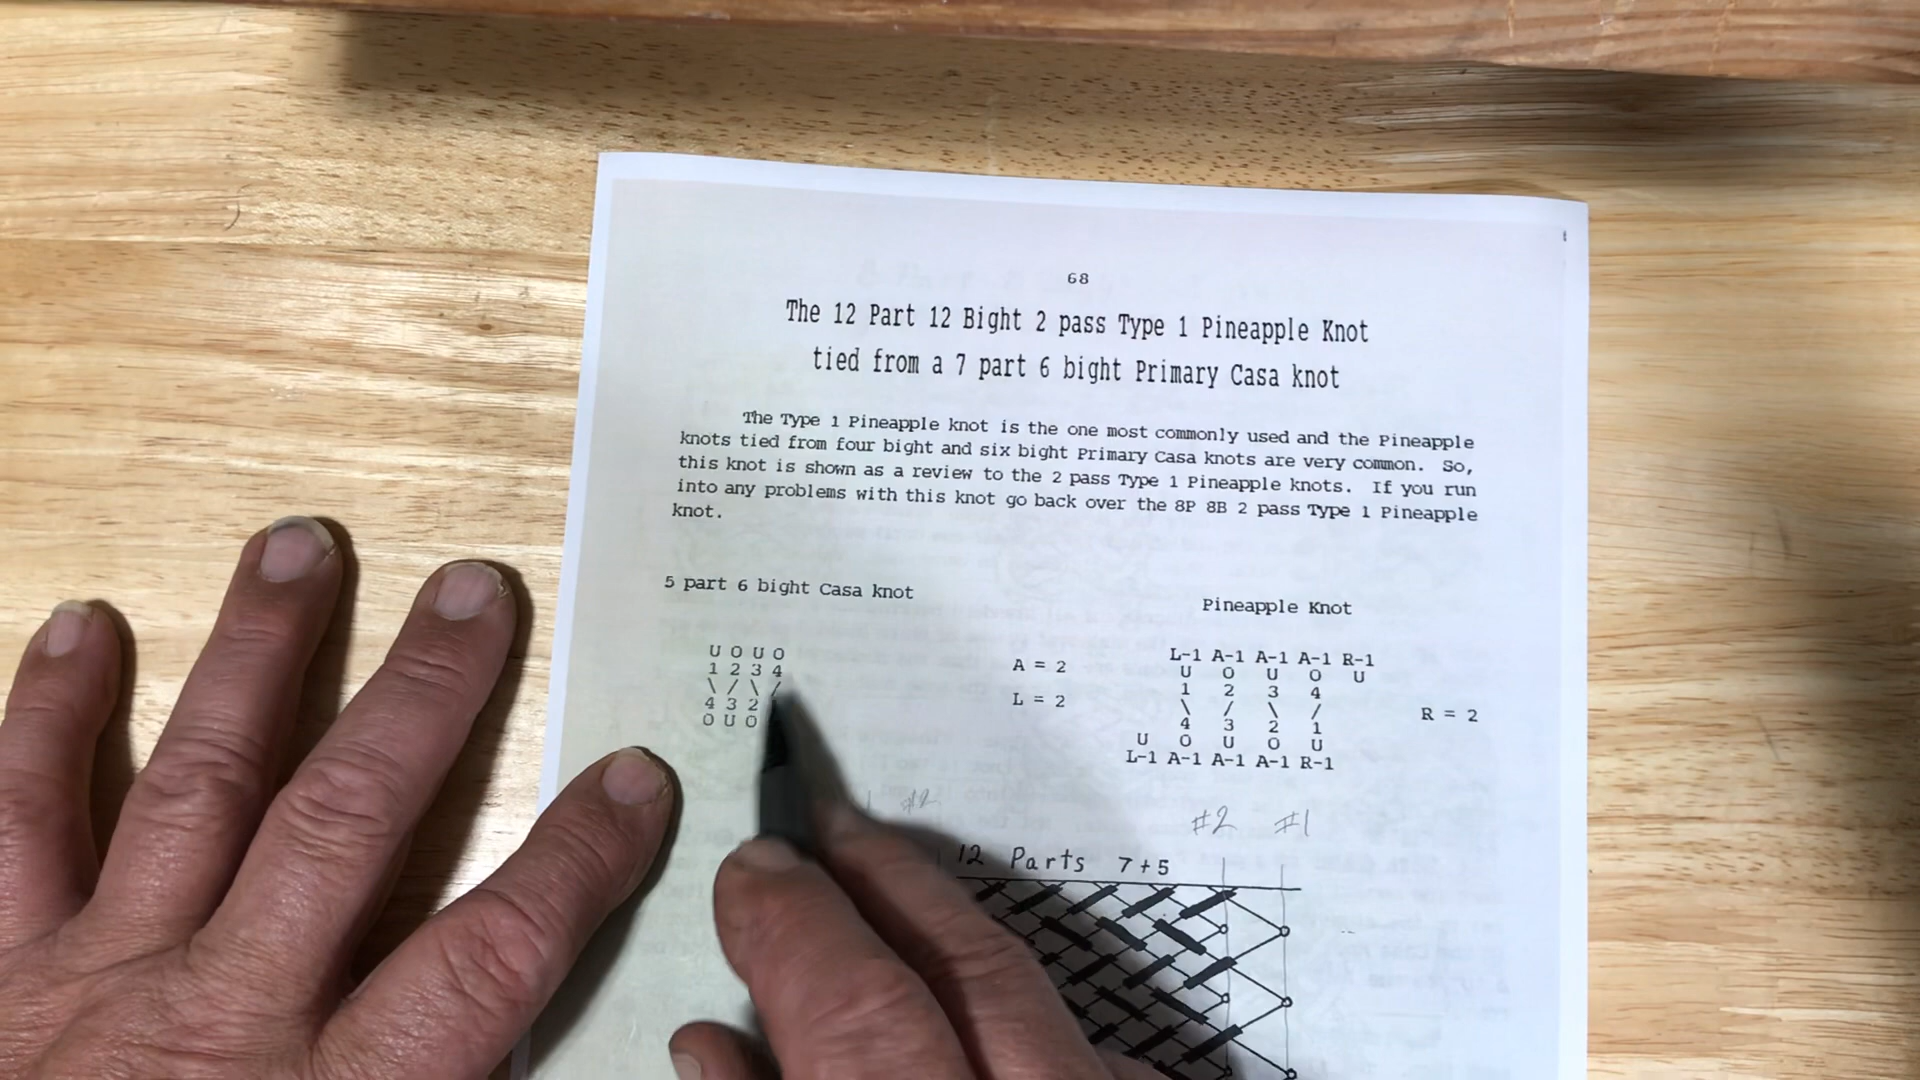 68
The 12 Part 12 Bight 2 pass Type 1 Pineapple Knot
tied from a 7 part 6 bight Primary Casa knot
The Type 1 Pineapple knot is the one most commonly used and the Pineapple
knots tied from four bight and six bight Primary Casa knots are very common. So,
this knot is shown as a review to the 2 pass Type 1 Pineapple knots. If you run
into any problems with this knot go back over the 8P 8B 2 pass Type 1 Pineapple
knot.
5 part 6 bight Casa knot
U O U O
1 2 3 4
\ / \ /
4 3 2
O U O
A = 2
L = 2
Pineapple Knot
L-1 A-1 A-1 A-1 R-1
U O U O U
1 2 3 4
\ / \ /
4 3 2 1
U O U O U
L-1 A-1 A-1 A-1 R-1
R = 2
#2
#2 #1
12 Parts 7+5